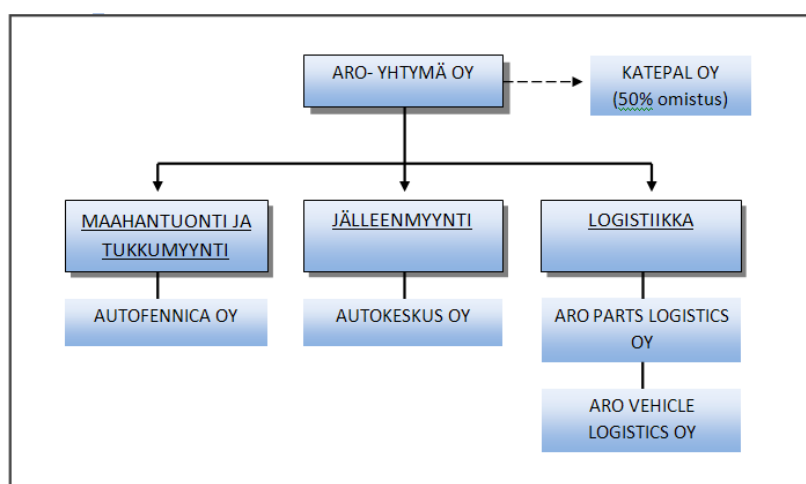 ARO- YHTYMÄ OY
KATEPAL OY
(50% omistus)
MAAHANTUONTI JA
TUKKUMYYNTI
JÄLLEENMYYNTI
LOGISTIIKKA
AUTOFENNICA OY
AUTOKESKUS OY
ARO PARTS LOGISTICS
OY
ARO VEHICLE
LOGISTICS OY